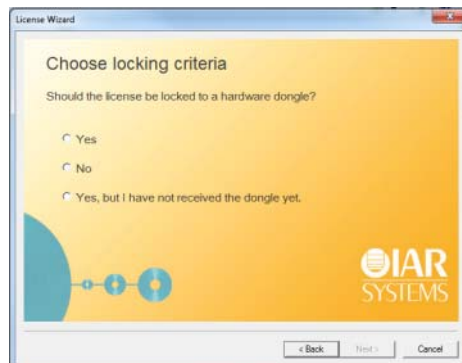 License Wizard
Choose locking criteria
Should the license be locked to a hardware dongle?
Yes
No
Yes, but I have not received the dongle yet.
IAR
SYSTEMS
< Back
Next >
Cancel